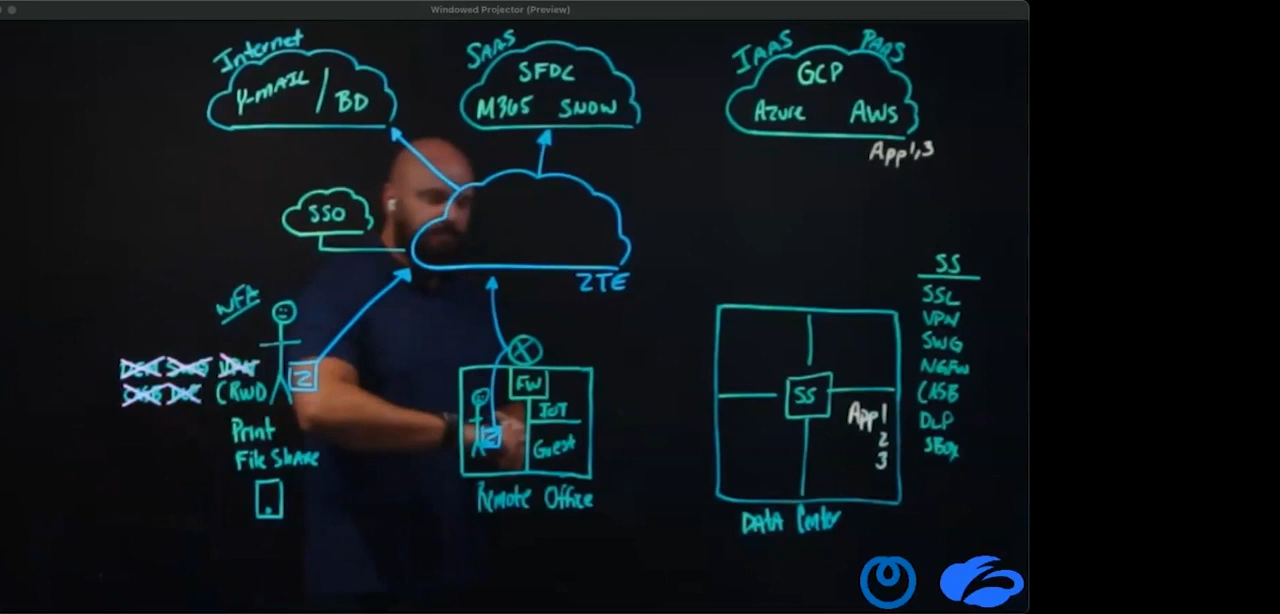 Windowed Projector (Preview)
Internet
Y-MAIL / BD
SAAS
SFDC
M365 SNOW
IAAS PAAS
GCP
Azure AWS
App1,3
SSO
ZTE
WFA
CRWD
Print
File Share
Z
FW
IoT
Guest
Z
Remote Office
SS
App1
2
3
Data Center
SS
SSL
VPN
SWG
NGFW
CASB
DLP
SBOX